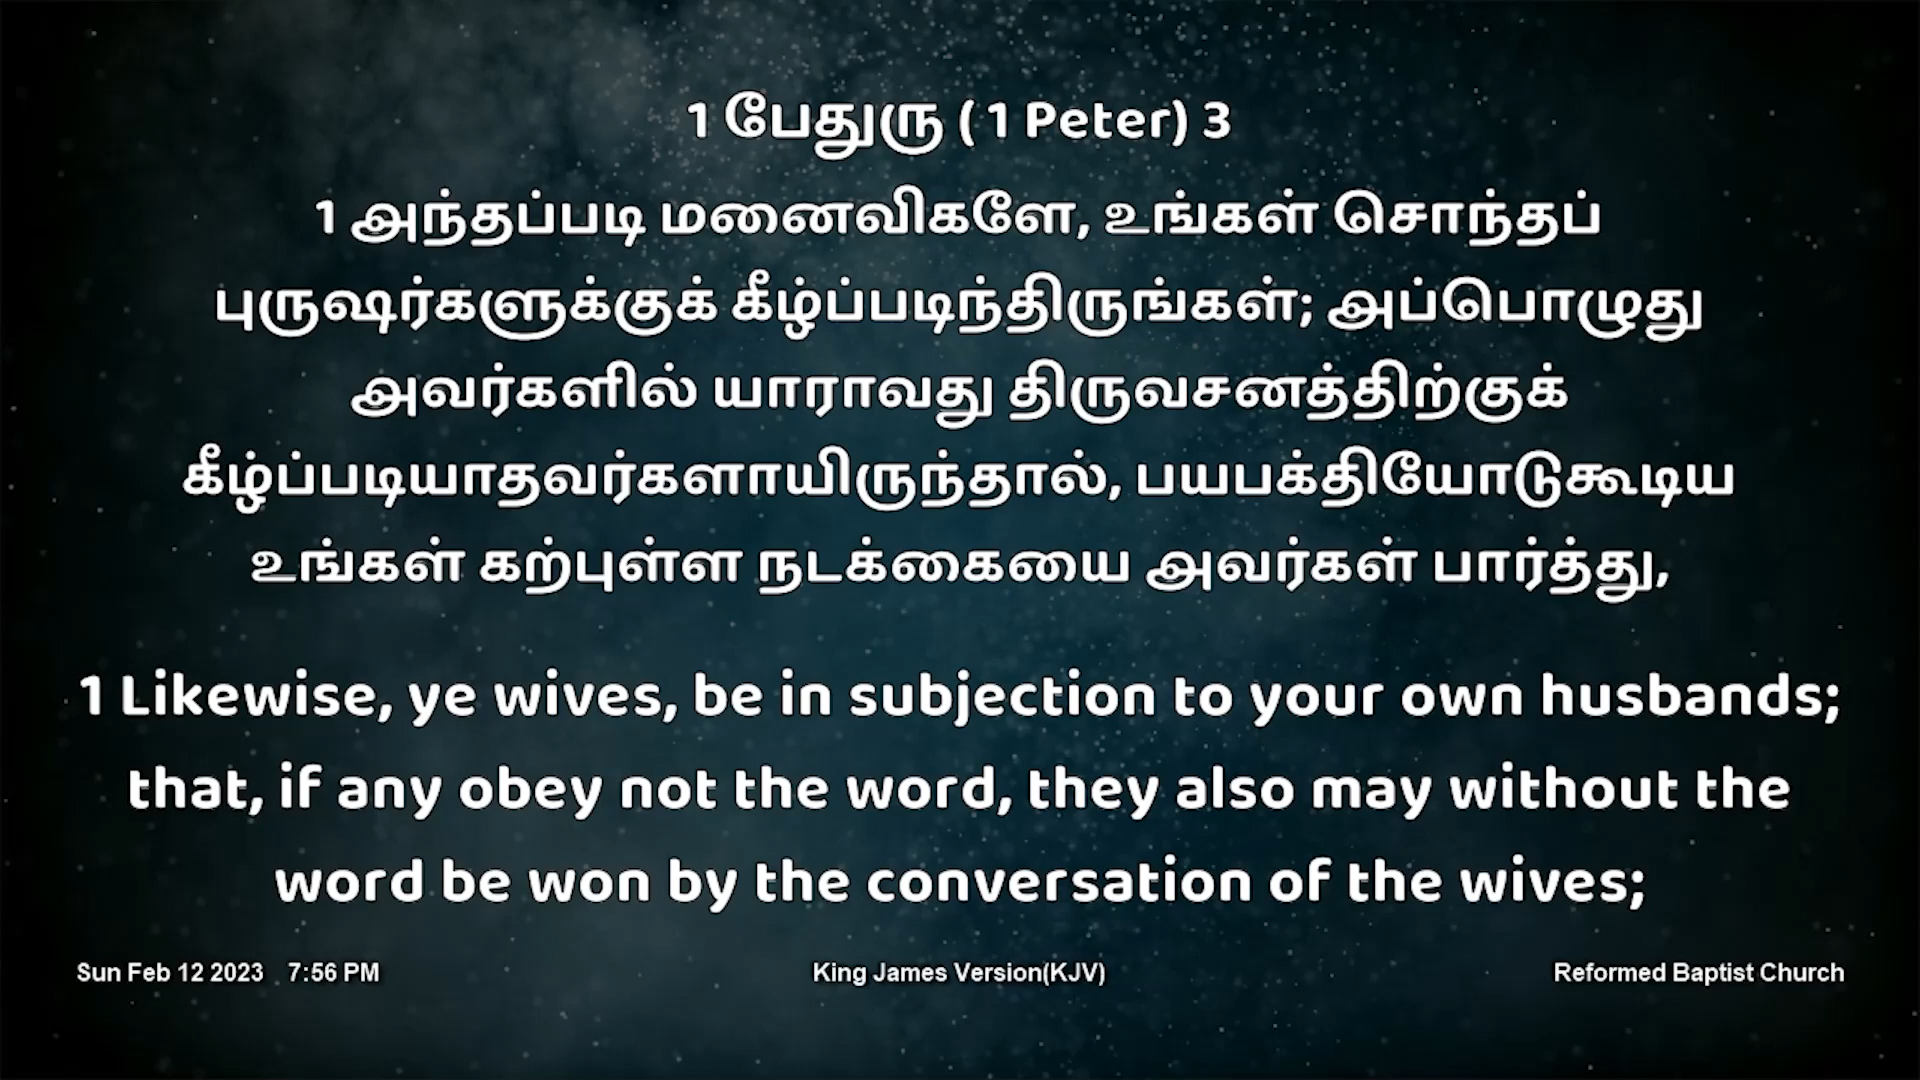 1 பேதுரு ( 1 Peter) 3
1 அந்தப்படி மனைவிகளே, உங்கள் சொந்தப்
புருஷர்களுக்குக் கீழ்ப்படிந்திருங்கள்; அப்பொழுது
அவர்களில் யாராவது திருவசனத்திற்குக்
கீழ்ப்படியாதவர்களாயிருந்தால், பயபக்தியோடுகூடிய
உங்கள் கற்புள்ள நடக்கையை அவர்கள் பார்த்து,
1 Likewise, ye wives, be in subjection to your own husbands;
that, if any obey not the word, they also may without the
word be won by the conversation of the wives;
Sun Feb 12 2023 7:56 PM King James Version(KJV) Reformed Baptist Church